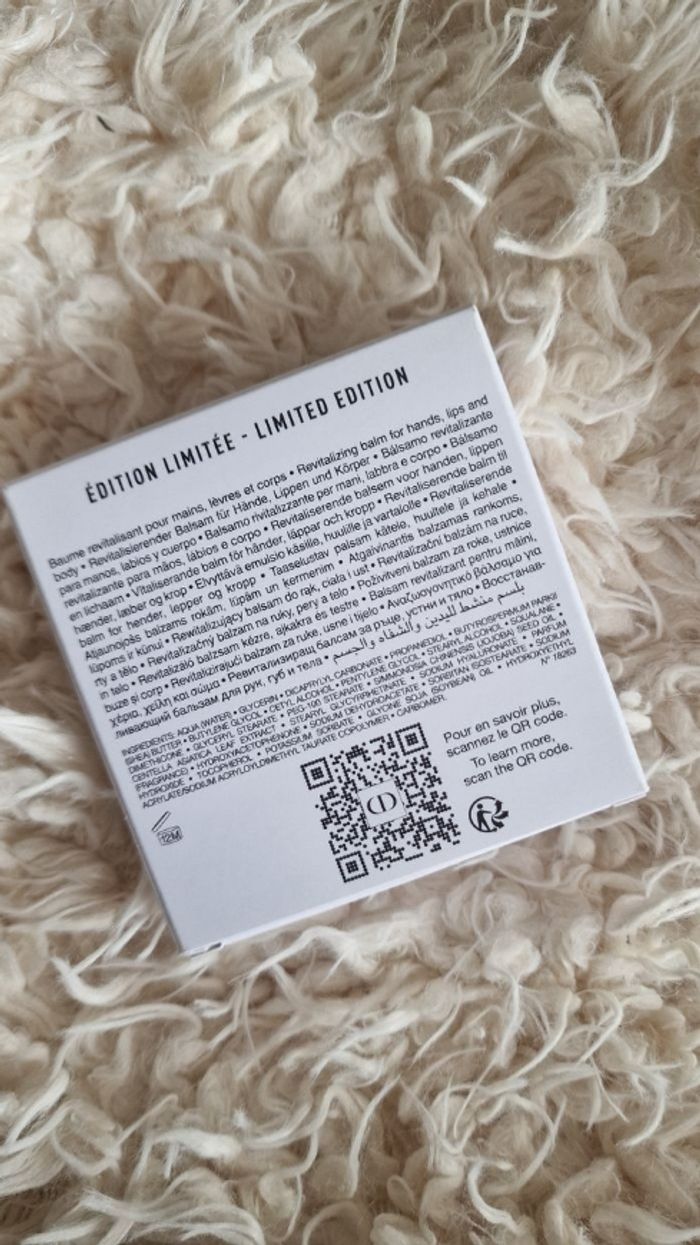 ÉDITION LIMITÉE - LIMITED EDITION
Baume revitalisant pour mains, lèvres et corps • Revitalizing balm for hands, lips and
body • Revitalisierender Balsam für Hände, Lippen und Körper • Bálsamo revitalizante
para manos, labios y cuerpo • Balsamo rivitalizzante per mani, labbra e corpo • Bálsamo
revitalizante para mãos, lábios e corpo • Revitaliserende balsem voor handen, lippen
en lichaam • Vitaliserande balm för händer, läppar och kropp • Revitaliserende balm til
hænder, læber og krop • Elvyttävä emulsio käsille, huulille ja vartalolle • Revitaliserende
balm for hender, lepper og kropp • Taaselustav palsam kätele, huultele ja kehale •
Atjaunojošs balzams rokām, lūpām un ķermenim • Atgaivinantis balzamas rankoms,
lūpoms ir kūnui • Rewitalizujący balsam do rąk, ciała i ust • Revitalizační balzám na ruce,
rty a tělo • Revitalizačný balzam na ruky, pery a telo • Poživitveni balzam za roke, ustnice
in telo • Revitalizáló balzsam kézre, ajkakra és testre • Balsam revitalizant pentru mâini,
buze și corp • Revitalizirajući balzam za ruke, usne i tijelo • Αναζωογονητικό βάλσαμο για
χέρια, χείλη και σώμα • Ревитализиращ балсам за ръце, устни и тяло • Восстанав-
ливающий бальзам для рук, губ и тела • بلسم منشط لليدين والشفاه والجسم
INGREDIENTS: AQUA (WATER) • GLYCERIN • DICAPRYLYL CARBONATE • PROPANEDIOL • BUTYROSPERMUM PARKII
(SHEA) BUTTER • BUTYLENE GLYCOL • CETYL ALCOHOL • PENTYLENE GLYCOL • STEARYL ALCOHOL • SQUALANE •
DIMETHICONE • GLYCERYL STEARATE • PEG-100 STEARATE • SIMMONDSIA CHINENSIS (JOJOBA) SEED OIL •
CENTELLA ASIATICA LEAF EXTRACT • STEARYL GLYCYRRHETINATE • SODIUM HYALURONATE • PARFUM
(FRAGRANCE) • HYDROXYACETOPHENONE • SODIUM DEHYDROACETATE • SORBITAN ISOSTEARATE • SODIUM
HYDROXIDE • TOCOPHEROL • POTASSIUM SORBATE • GLYCINE SOJA (SOYBEAN) OIL • HYDROXYETHYL
ACRYLATE/SODIUM ACRYLOYLDIMETHYL TAURATE COPOLYMER • CARBOMER. N° 18263
Pour en savoir plus,
scannez le QR code.
To learn more,
scan the QR code.
12M
CD